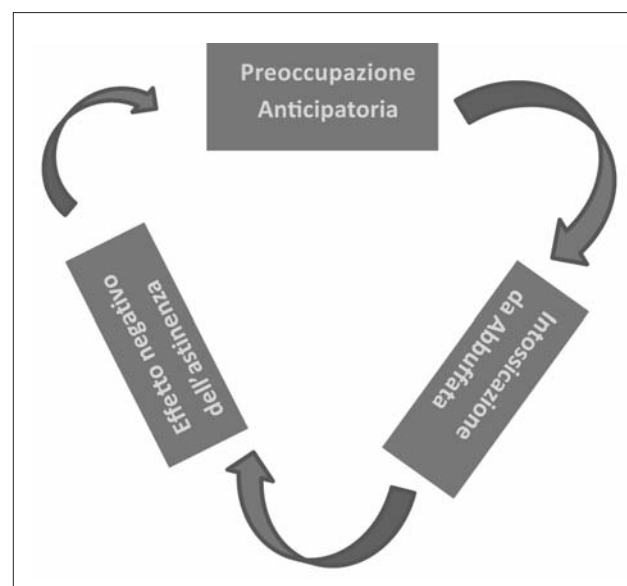 Preoccupazione
Anticipatoria
Intossicazione
da Abbuffata
Effetto negativo
dell'astinenza